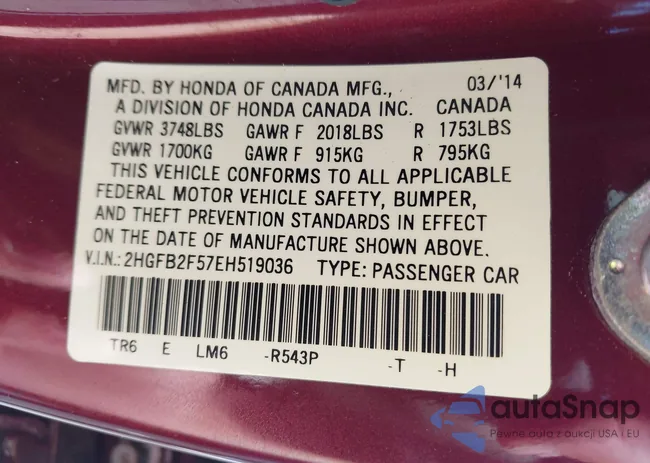 MFD. BY HONDA OF CANADA MFG., 03/'14
A DIVISION OF HONDA CANADA INC. CANADA
GVWR 3748LBS GAWR F 2018LBS R 1753LBS
GVWR 1700KG GAWR F 915KG R 795KG
THIS VEHICLE CONFORMS TO ALL APPLICABLE
FEDERAL MOTOR VEHICLE SAFETY, BUMPER,
AND THEFT PREVENTION STANDARDS IN EFFECT
ON THE DATE OF MANUFACTURE SHOWN ABOVE.
V.I.N.: 2HGFB2F57EH519036 TYPE: PASSENGER CAR
TR6 E LM6 -R543P -T -H
autaSnap
Pewne auta z aukcji USA i EU